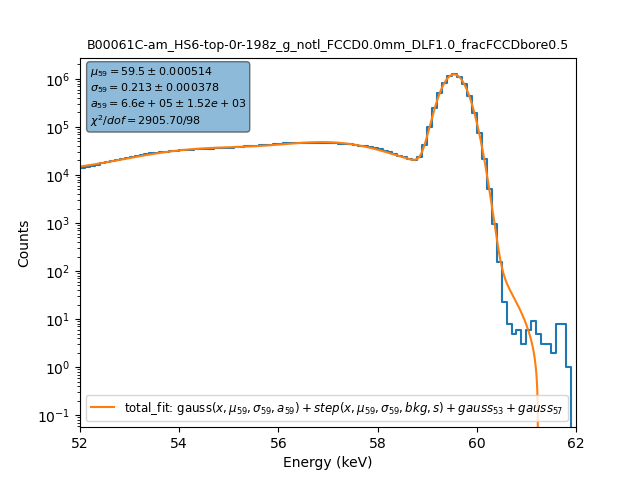 B00061C-am_HS6-top-0r-198z_g_notl_FCCD0.0mm_DLF1.0_fracFCCDbore0.5
μ₅₉ = 59.5 ± 0.000514
σ₅₉ = 0.213 ± 0.000378
a₅₉ = 6.6e + 05 ± 1.52e + 03
χ²/dof = 2905.70/98
10⁶
10⁵
10⁴
10³
10²
10¹
10⁰
10⁻¹
Counts
total_fit: gauss(x, μ₅₉, σ₅₉, a₅₉) + step(x, μ₅₉, σ₅₉, bkg, s) + gauss₅₃ + gauss₅₇
52 54 56 58 60 62
Energy (keV)